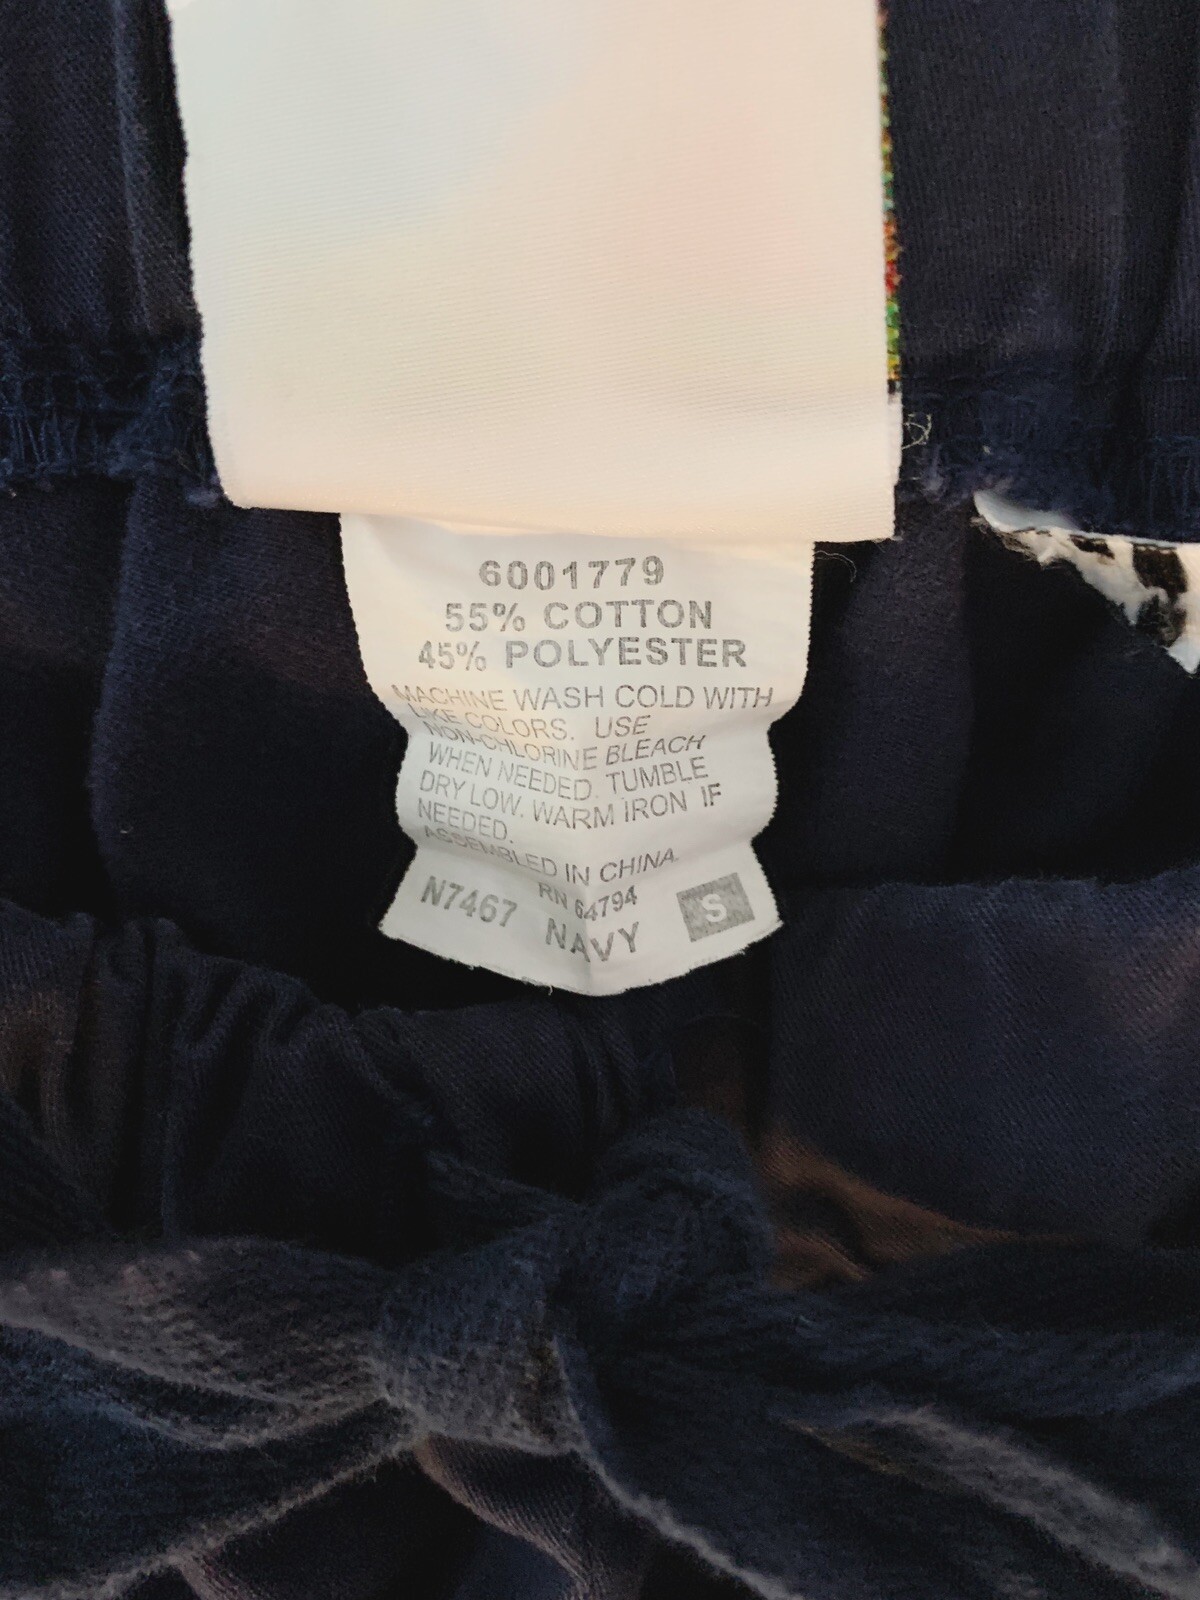 6001779
55% COTTON
45% POLYESTER
MACHINE WASH COLD WITH
LIKE COLORS. USE
NON-CHLORINE BLEACH
WHEN NEEDED. TUMBLE
DRY LOW. WARM IRON IF
NEEDED.
ASSEMBLED IN CHINA.
RN 64794
N7467 NAVY S